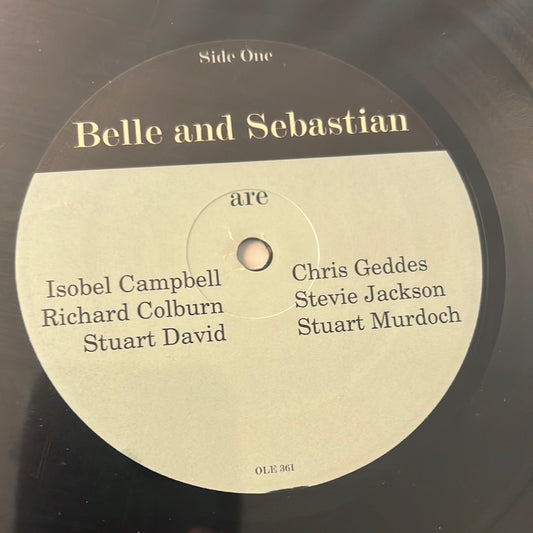 Side One
Belle and Sebastian
are
Isobel Campbell
Richard Colburn
Stuart David
Chris Geddes
Stevie Jackson
Stuart Murdoch
OLE 361